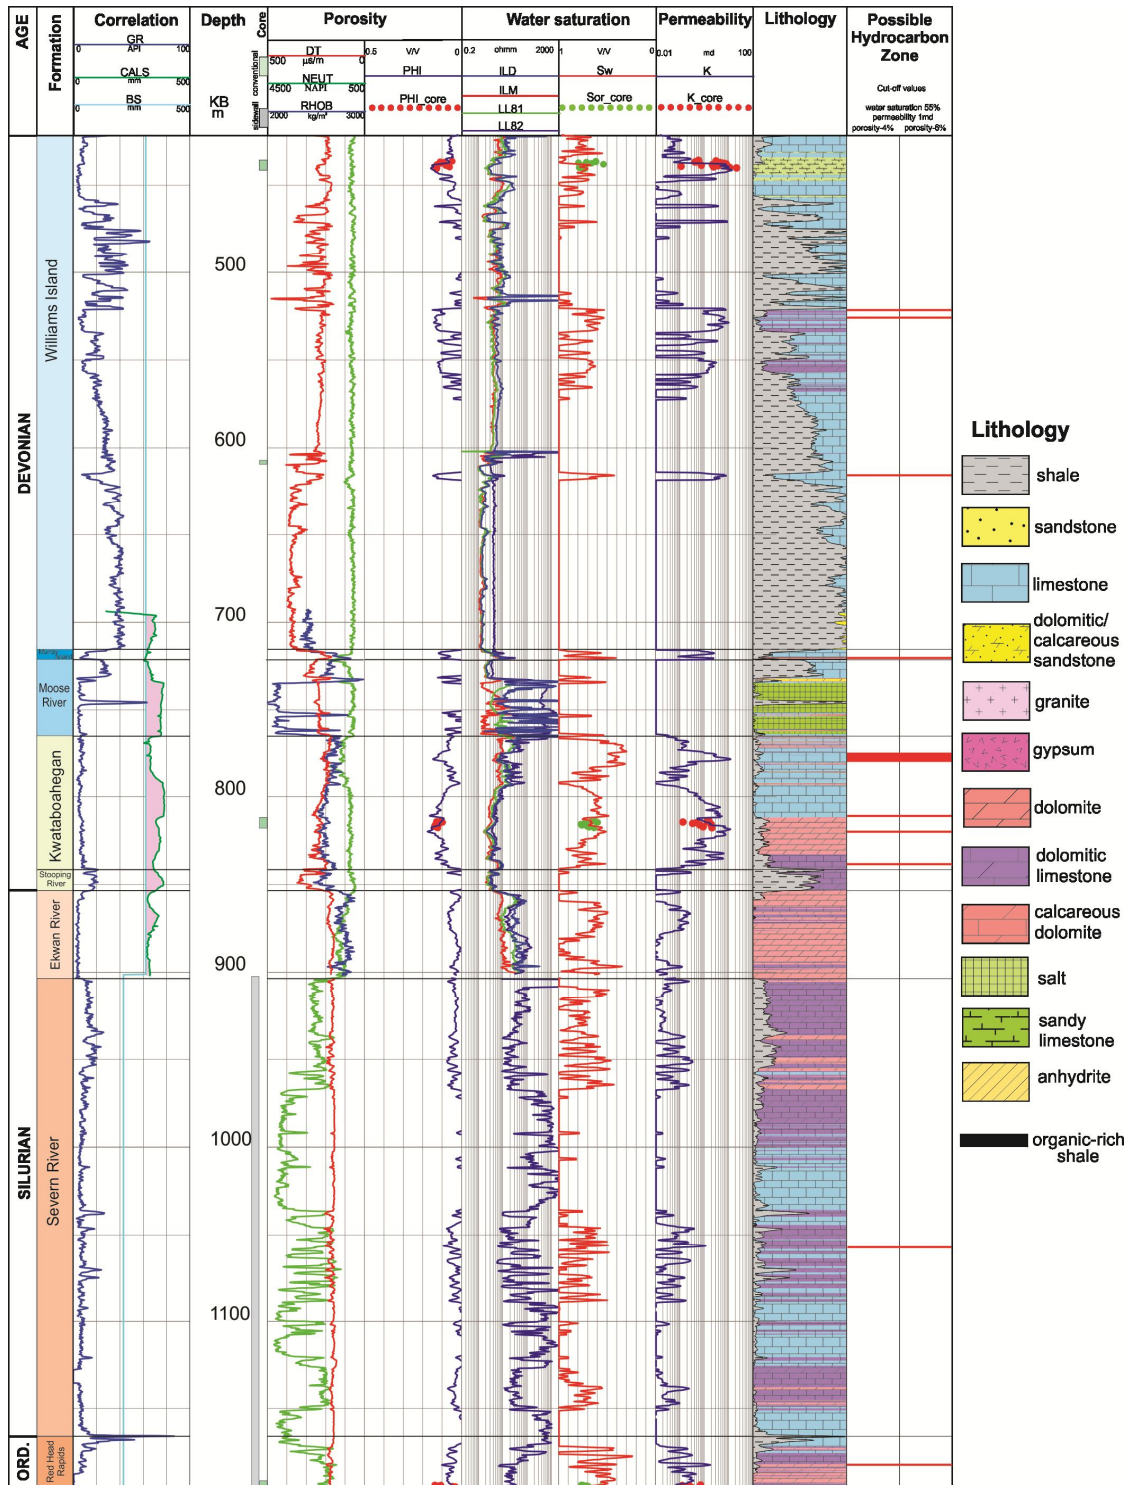 AGE
Formation
Correlation
GR
0 API 100
CALS
0 mm 500
BS
0 mm 500
Depth
KB
m
Core
conventional
sidewall
Porosity
DT
500 µs/m 0
NEUT
4500 NAPI 500
RHOB
2000 kg/m³ 3000
0.5 V/V 0
PHI
PHI_core
Water saturation
0.2 ohmm 2000
ILD
ILM
LL81
LL82
1 V/V 0
Sw
Sor_core
Permeability
0.01 md 100
K
K_core
Lithology
Possible
Hydrocarbon
Zone
Cut-off values
water saturation 55%
permeability 1md
porosity-4% porosity-6%
DEVONIAN
SILURIAN
ORD.
Williams Island
Moose
River
Kwataboahegan
Stooping
River
Ekwan River
Severn River
Red Head
Rapids
500
600
700
800
900
1000
1100
Lithology
shale
sandstone
limestone
dolomitic/
calcareous
sandstone
granite
gypsum
dolomite
dolomitic
limestone
calcareous
dolomite
salt
sandy
limestone
anhydrite
organic-rich
shale